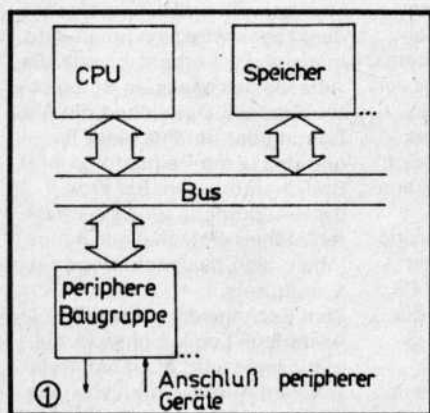 CPU
Speicher
...
Bus
periphere
Baugruppe
...
① Anschluß peripherer
Geräte